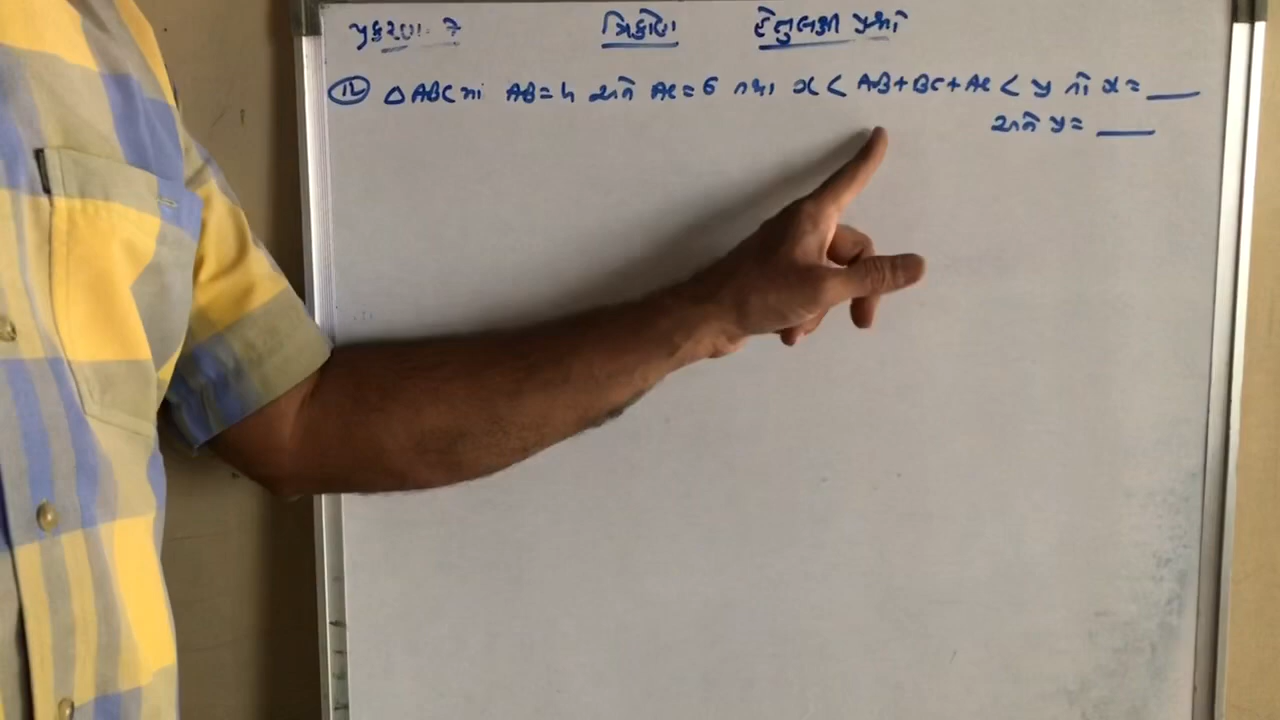 પ્રકરણ - 7 ત્રિકોણ હેતુલક્ષી પ્રશ્નો
(12) △ ABC માં AB = 5 અને AC = 6 તથા x < AB + BC + AC < y તો x = ___
અને y = ___